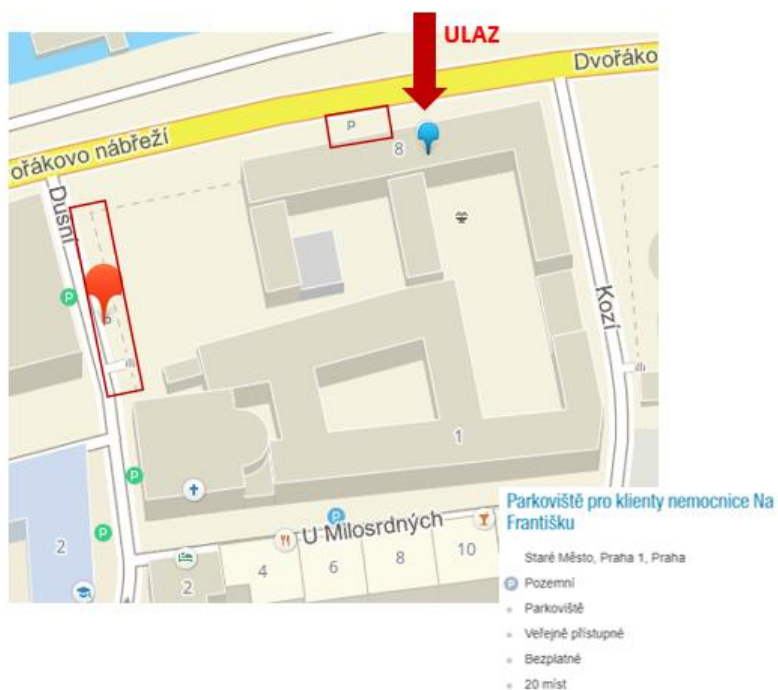 ULAZ
Dvořáko
P
ořákovo nábřeží
8
Dušní
P
P
Kozí
1
P
P
U Milosrdných
P
2
2
4
6
8
10
Parkoviště pro klienty nemocnice Na
Františku
Staré Město, Praha 1, Praha
P Pozemní
Parkoviště
Veřejně přístupné
Bezplatné
20 míst